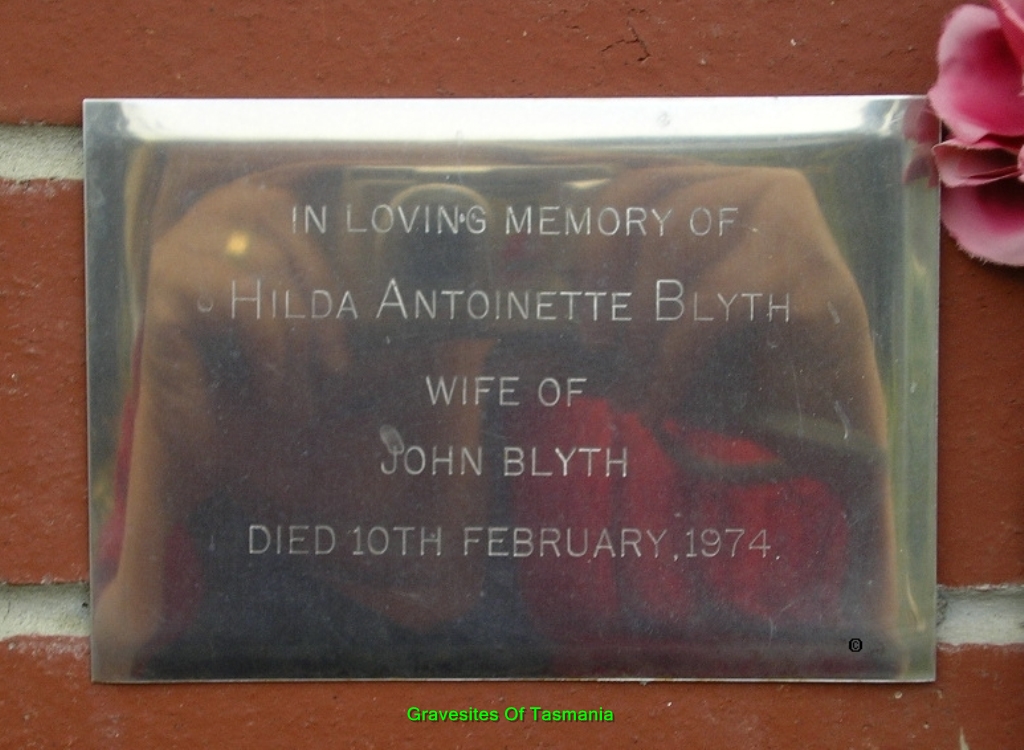 IN LOVING MEMORY OF
HILDA ANTOINETTE BLYTH
WIFE OF
JOHN BLYTH
DIED 10TH FEBRUARY, 1974.
©
Gravesites Of Tasmania